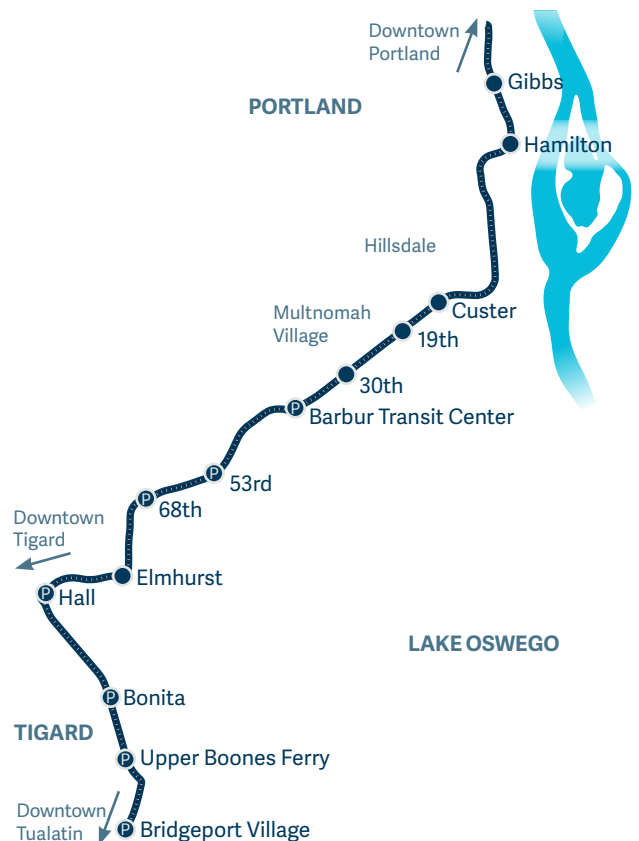 Downtown
Portland
Gibbs
PORTLAND
Hamilton
Hillsdale
Custer
Multnomah
Village
19th
30th
P
Barbur Transit Center
P
53rd
P
68th
Downtown
Tigard
Elmhurst
P
Hall
LAKE OSWEGO
P
Bonita
TIGARD
P
Upper Boones Ferry
Downtown
Tualatin
P
Bridgeport Village